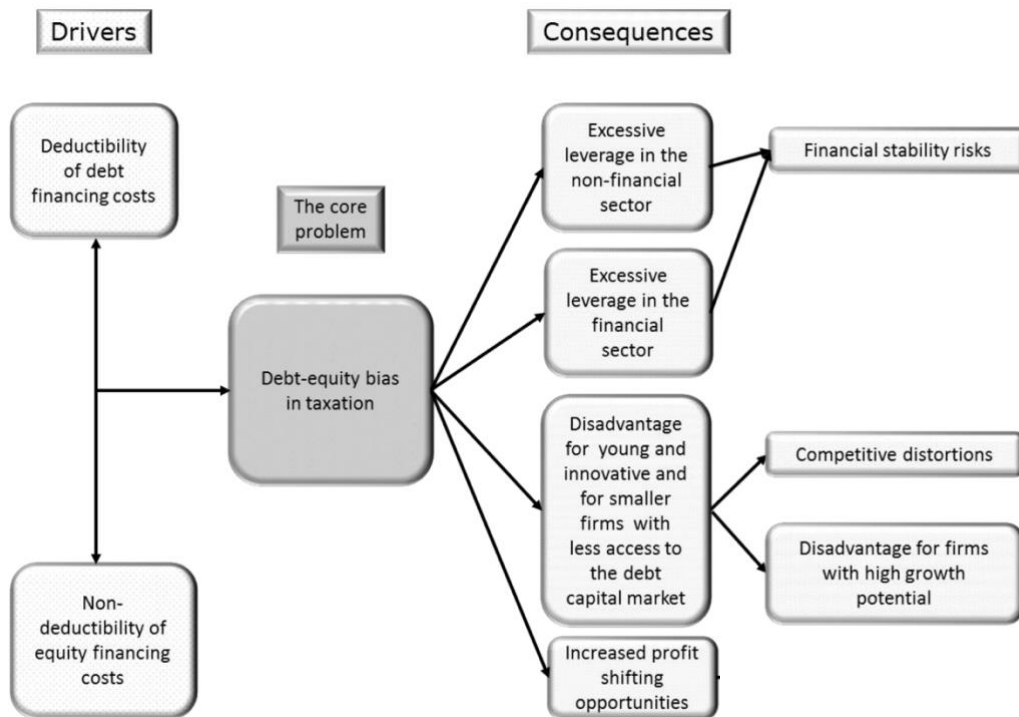 Drivers
Consequences
Deductibility
of debt
financing costs
The core
problem
Debt-equity bias
in taxation
Non-
deductibility of
equity financing
costs
Excessive
leverage in the
non-financial
sector
Excessive
leverage in the
financial
sector
Disadvantage
for young and
innovative and
for smaller
firms with
less access to
the debt
capital market
Increased profit
shifting
opportunities
Financial stability risks
Competitive distortions
Disadvantage for firms
with high growth
potential